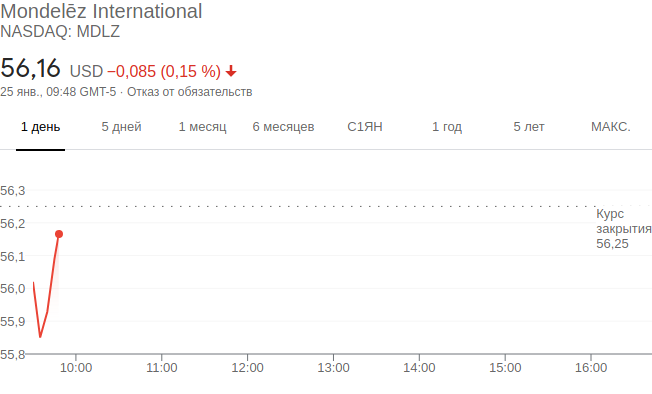 Mondelēz International
NASDAQ: MDLZ
56,16 USD −0,085 (0,15 %)
25 янв., 09:48 GMT-5 · Отказ от обязательств
1 день 5 дней 1 месяц 6 месяцев С1ЯН 1 год 5 лет МАКС.
56,3
56,2
56,1
56,0
55,9
55,8
Курс
закрытия
56,25
10:00 11:00 12:00 13:00 14:00 15:00 16:00